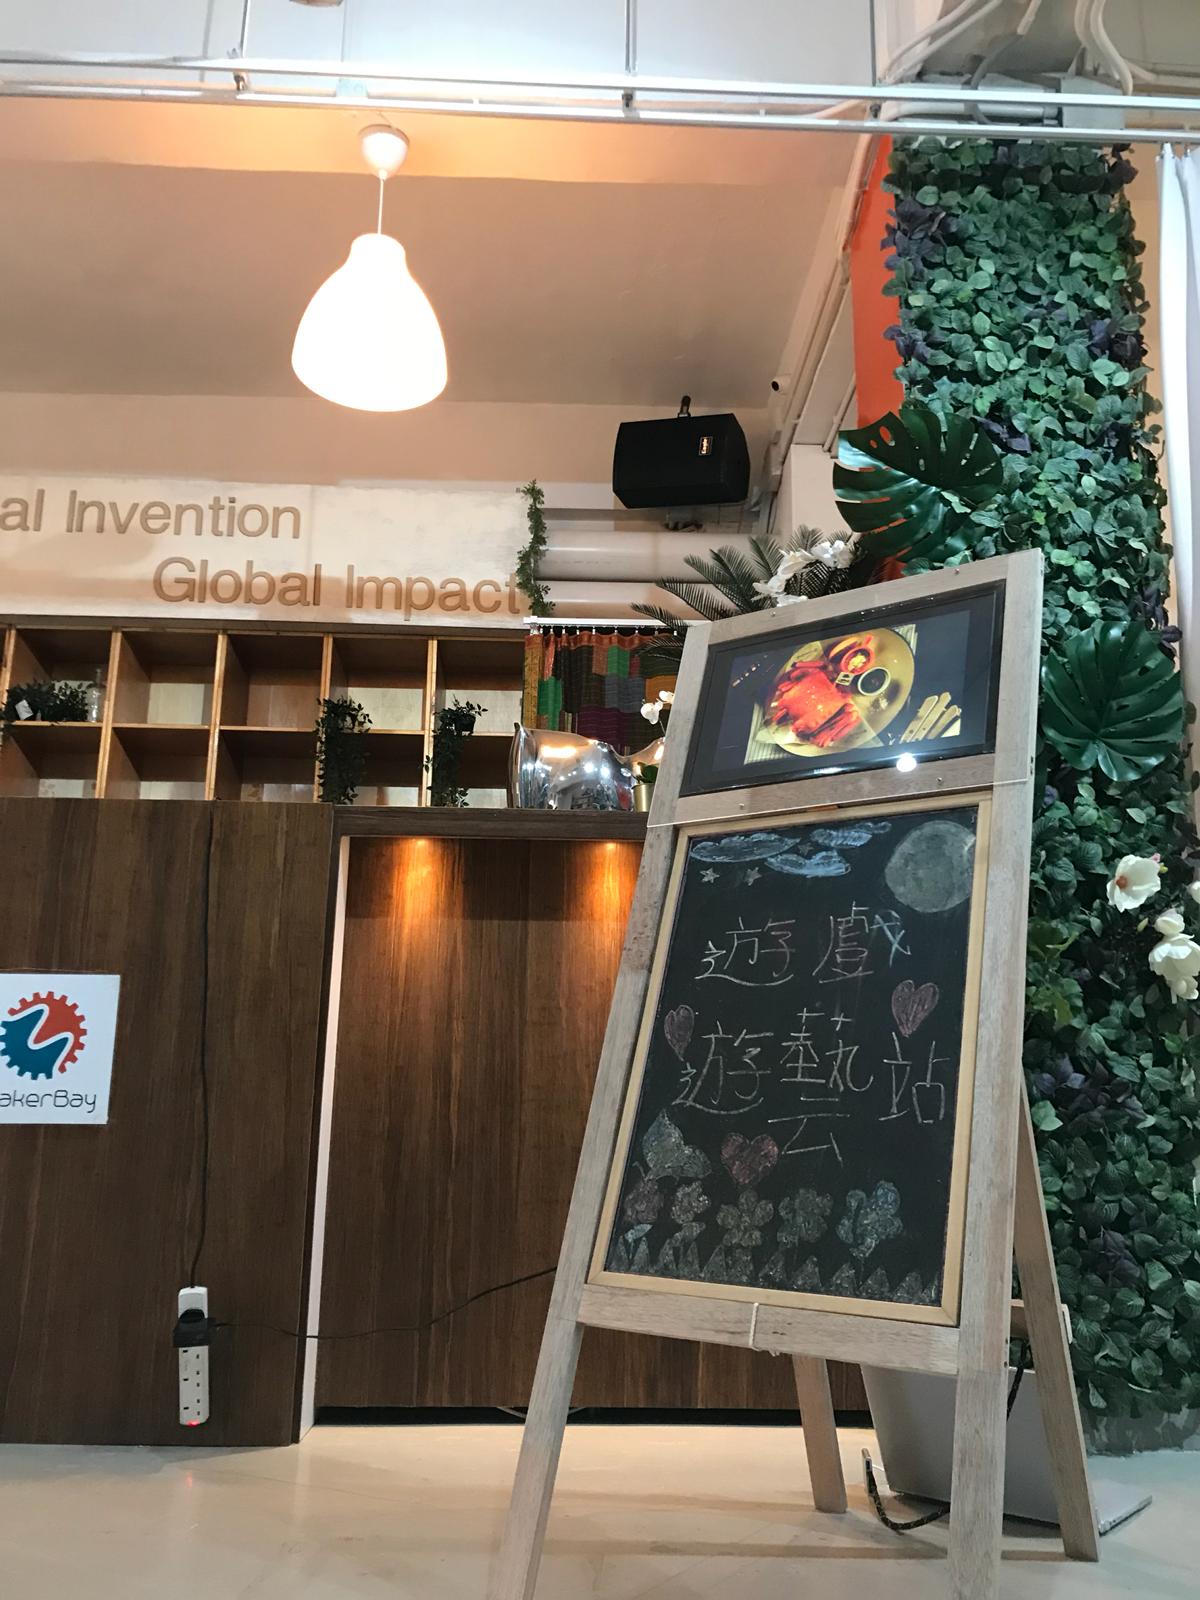 al Invention
Global Impact
akerBay
遊戲
遊藝站